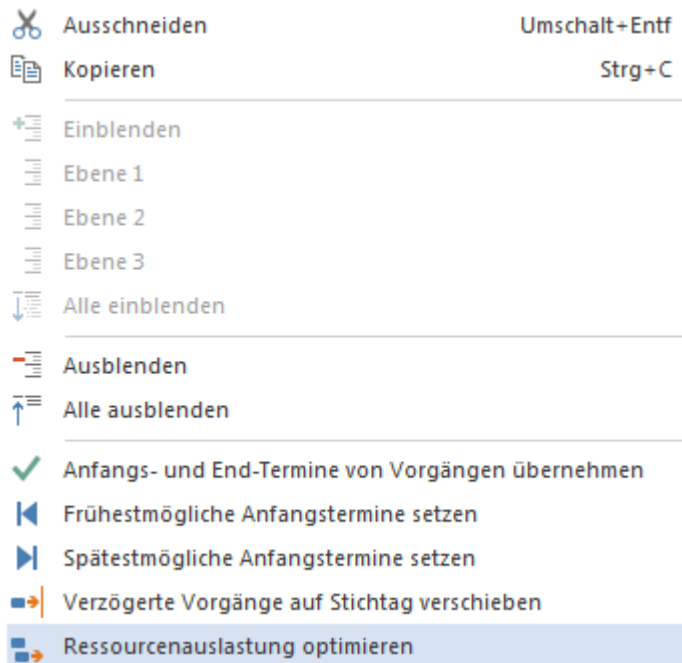 Ausschneiden Umschalt+Entf
Kopieren Strg+C
Einblenden
Ebene 1
Ebene 2
Ebene 3
Alle einblenden
Ausblenden
Alle ausblenden
Anfangs- und End-Termine von Vorgängen übernehmen
Frühestmögliche Anfangstermine setzen
Spätestmögliche Anfangstermine setzen
Verzögerte Vorgänge auf Stichtag verschieben
Ressourcenauslastung optimieren